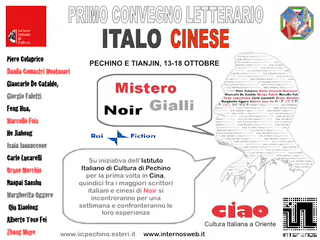 PRIMO CONVEGNO LETTERARIO
ITALO CINESE
PECHINO E TIANJIN, 13-18 OTTOBRE
Piero Colaprico
Danila Comastri Montanari
Giancarlo De Cataldo,
Giorgio Faletti
Feng Hua,
Marcello Fois
He Jiahong
Isaia Iannaccone
Carlo Lucarelli
Bruno Morchio
Nanpai Sanshu
Margherita Oggero
Qiu Xiaolong
Alberto Toso Fei
Zhang Muye
Mistero
Noir Gialli
Rai Fiction
Su iniziativa dell'Istituto
Italiano di Cultura di Pechino
per la prima volta in Cina,
quindici fra i maggiori scrittori
italiani e cinesi di Noir si
incontreranno per una
settimana e confronteranno le
loro esperienze
ciao
Cultura Italiana a Oriente
www.iicpechino.esteri.it www.internosweb.it